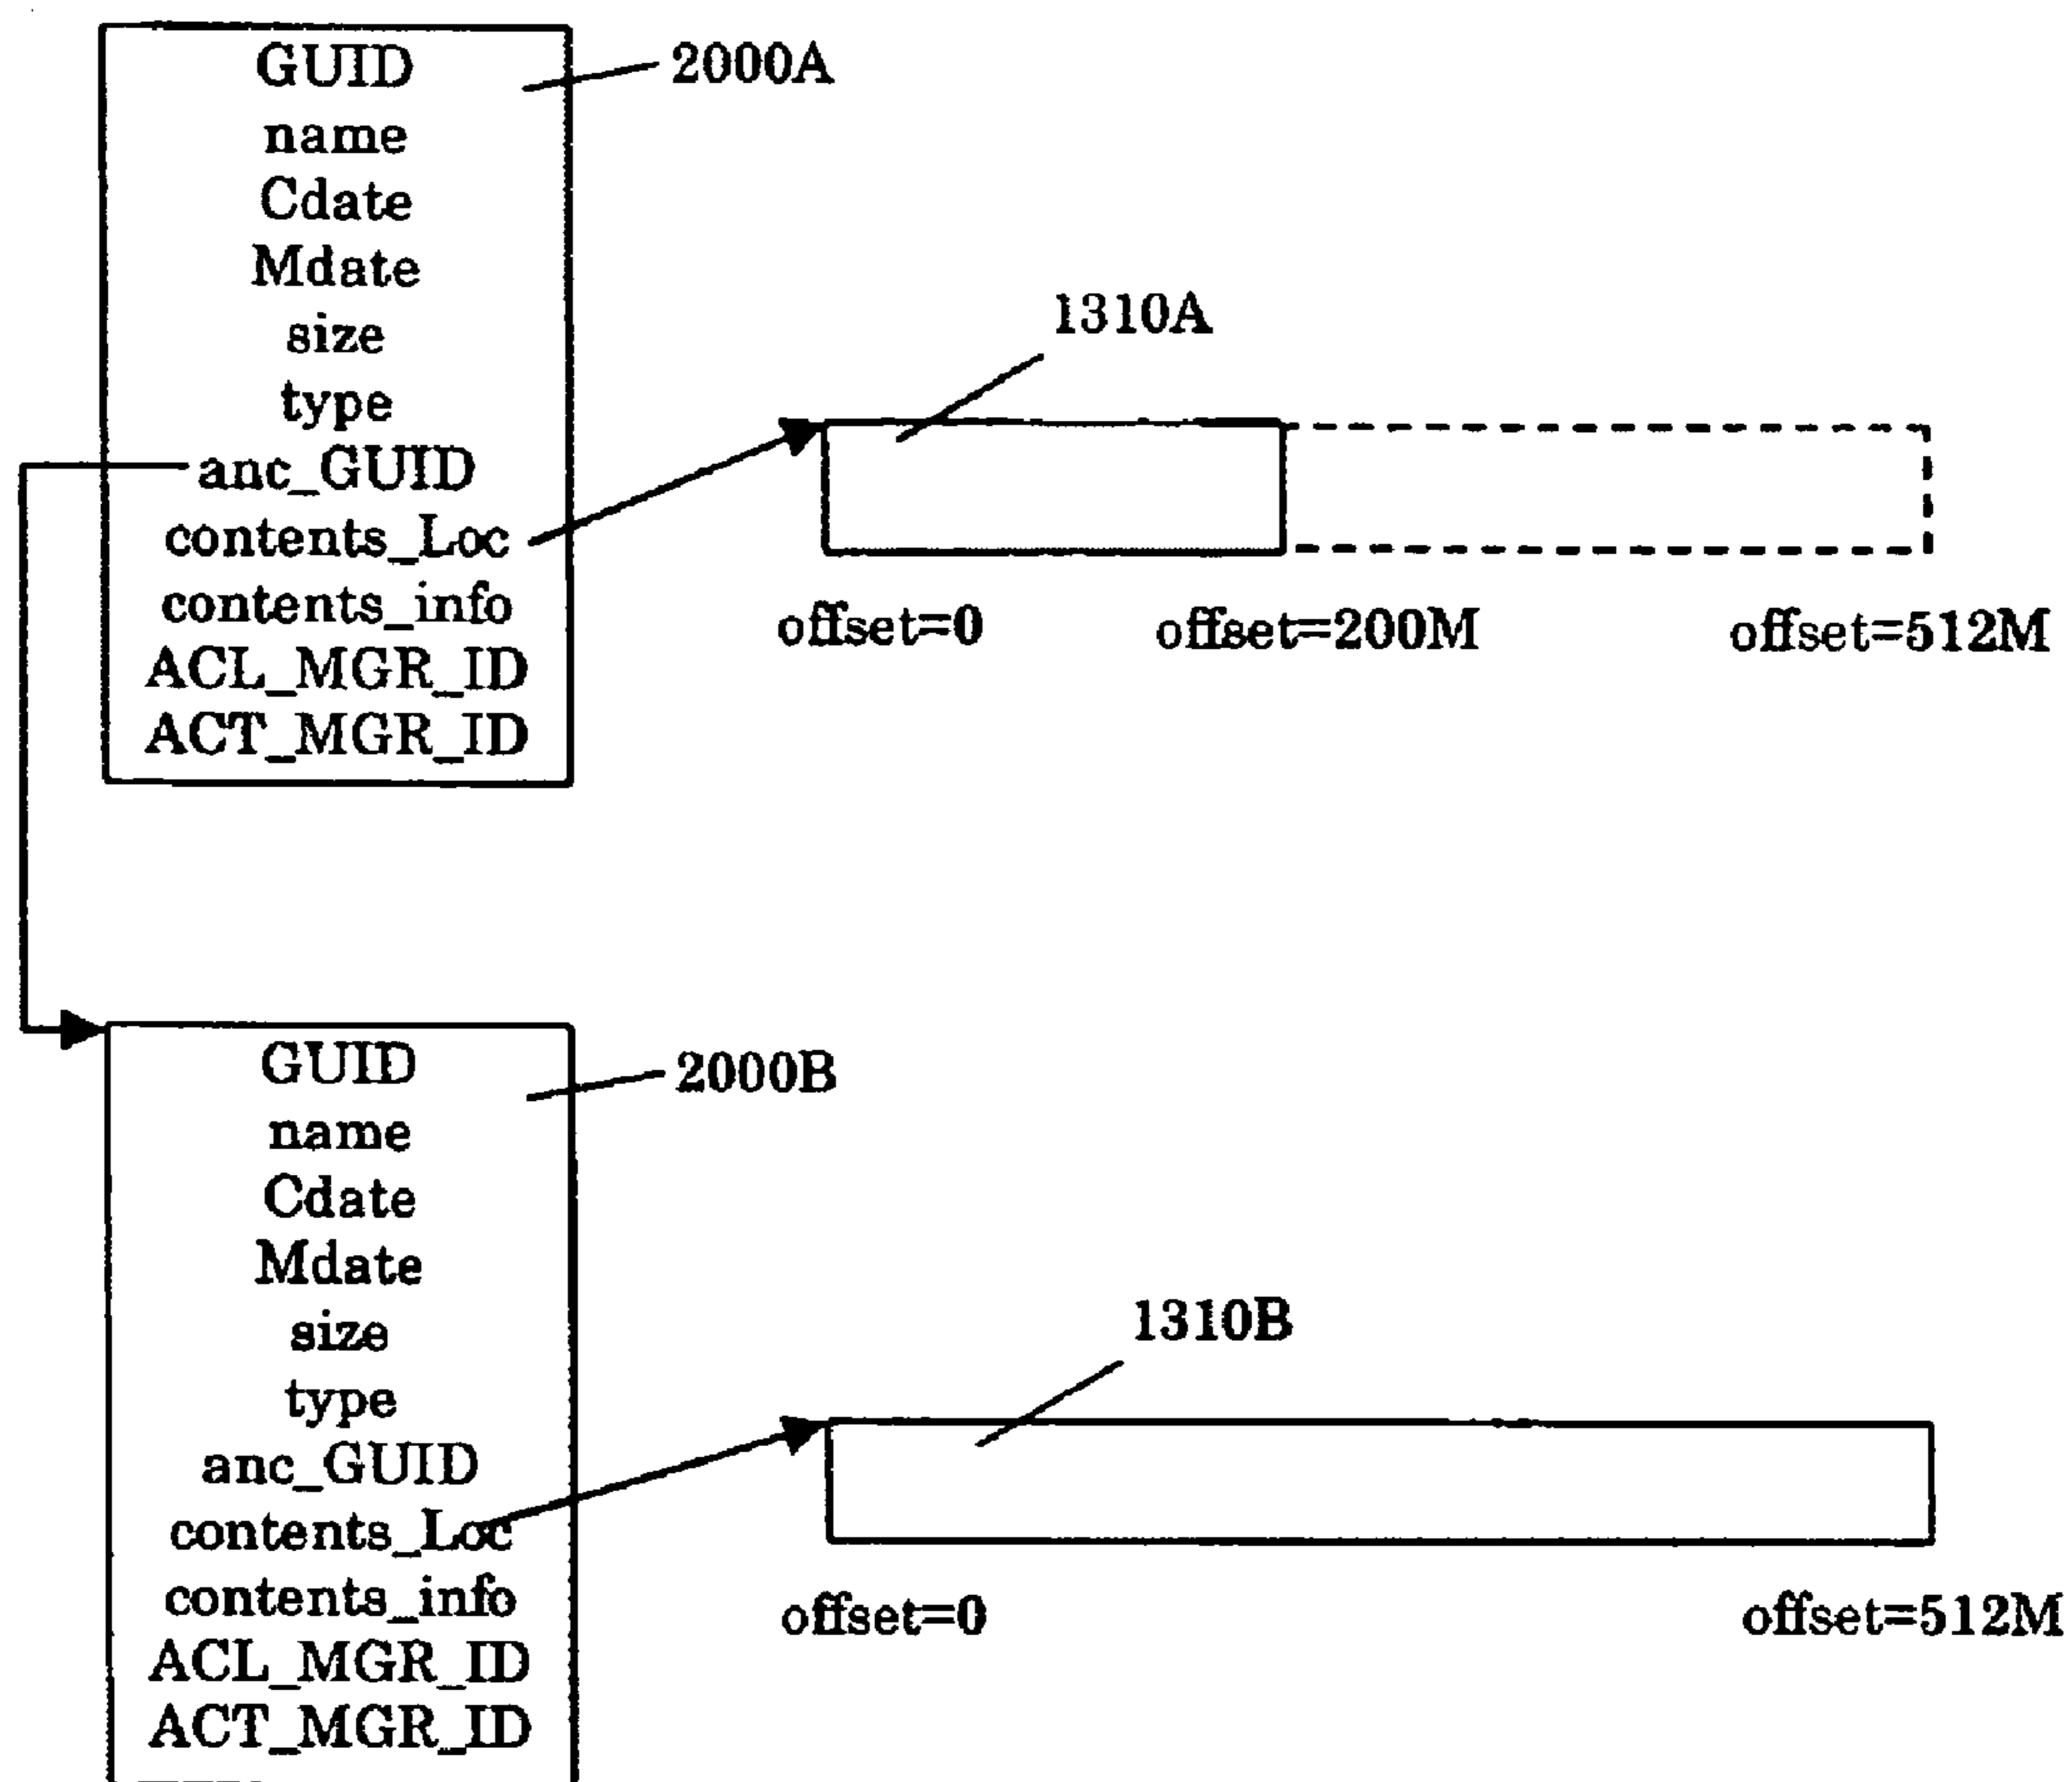 GUID
2000A
name
Cdate
Mdate
size
type
1310A
anc_GUID
contents_Loc
contents_info
offset=0 offset=200M offset=512M
ACL_MGR_ID
ACT_MGR_ID
GUID
2000B
name
Cdate
Mdate
size
type
1310B
anc_GUID
contents_Loc
contents_info
offset=0 offset=512M
ACL_MGR_ID
ACT_MGR_ID